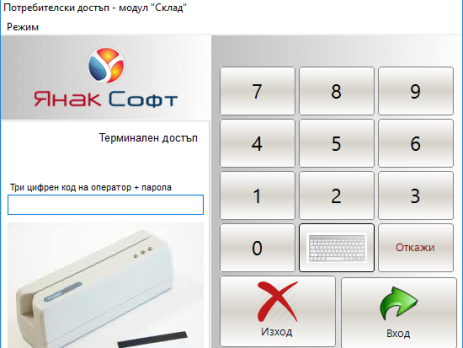 Потребителски достъп - модул "Склад"
Режим
Янак Софт
Терминален достъп
Три цифрен код на оператор + парола
7 8 9
4 5 6
1 2 3
0 Откажи
Изход Вход